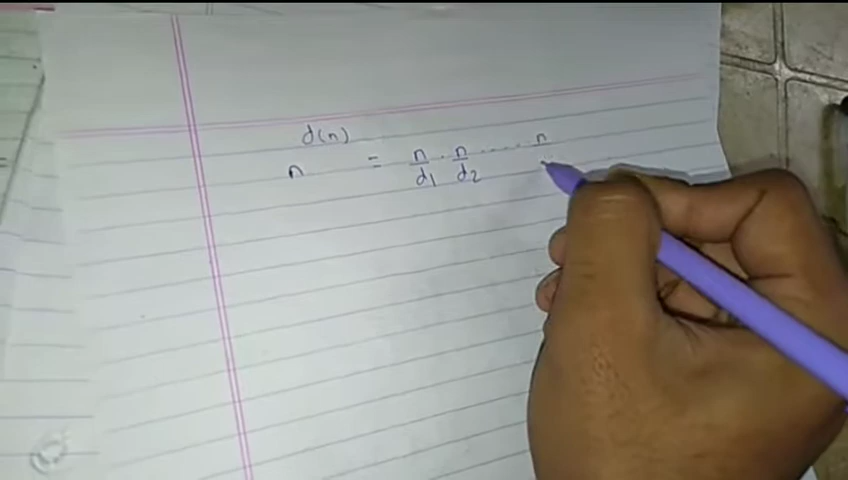 d(n)
n = n/d1 · n/d2 ..... n